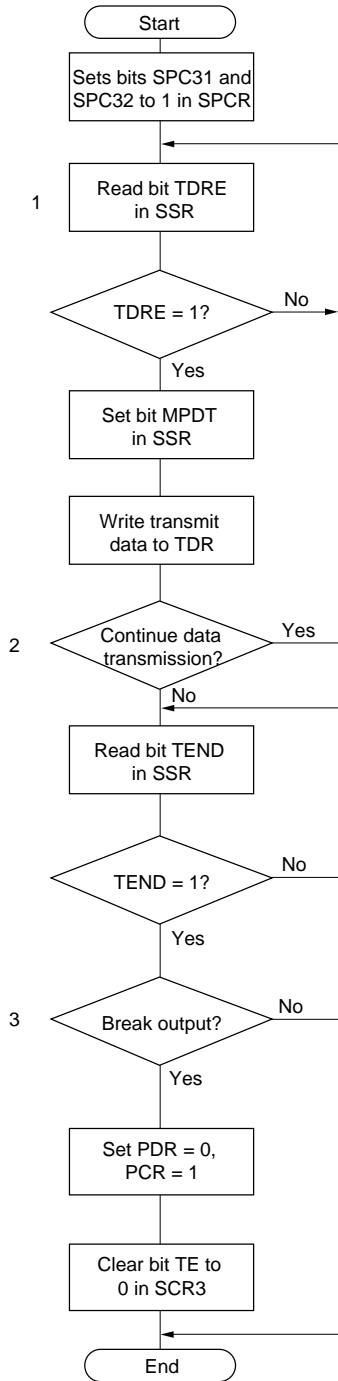 Start
Sets bits SPC31 and
SPC32 to 1 in SPCR
1
Read bit TDRE
in SSR
TDRE = 1?
No
Yes
Set bit MPDT
in SSR
Write transmit
data to TDR
2
Continue data
transmission?
Yes
No
Read bit TEND
in SSR
TEND = 1?
No
Yes
3
Break output?
No
Yes
Set PDR = 0,
PCR = 1
Clear bit TE to
0 in SCR3
End